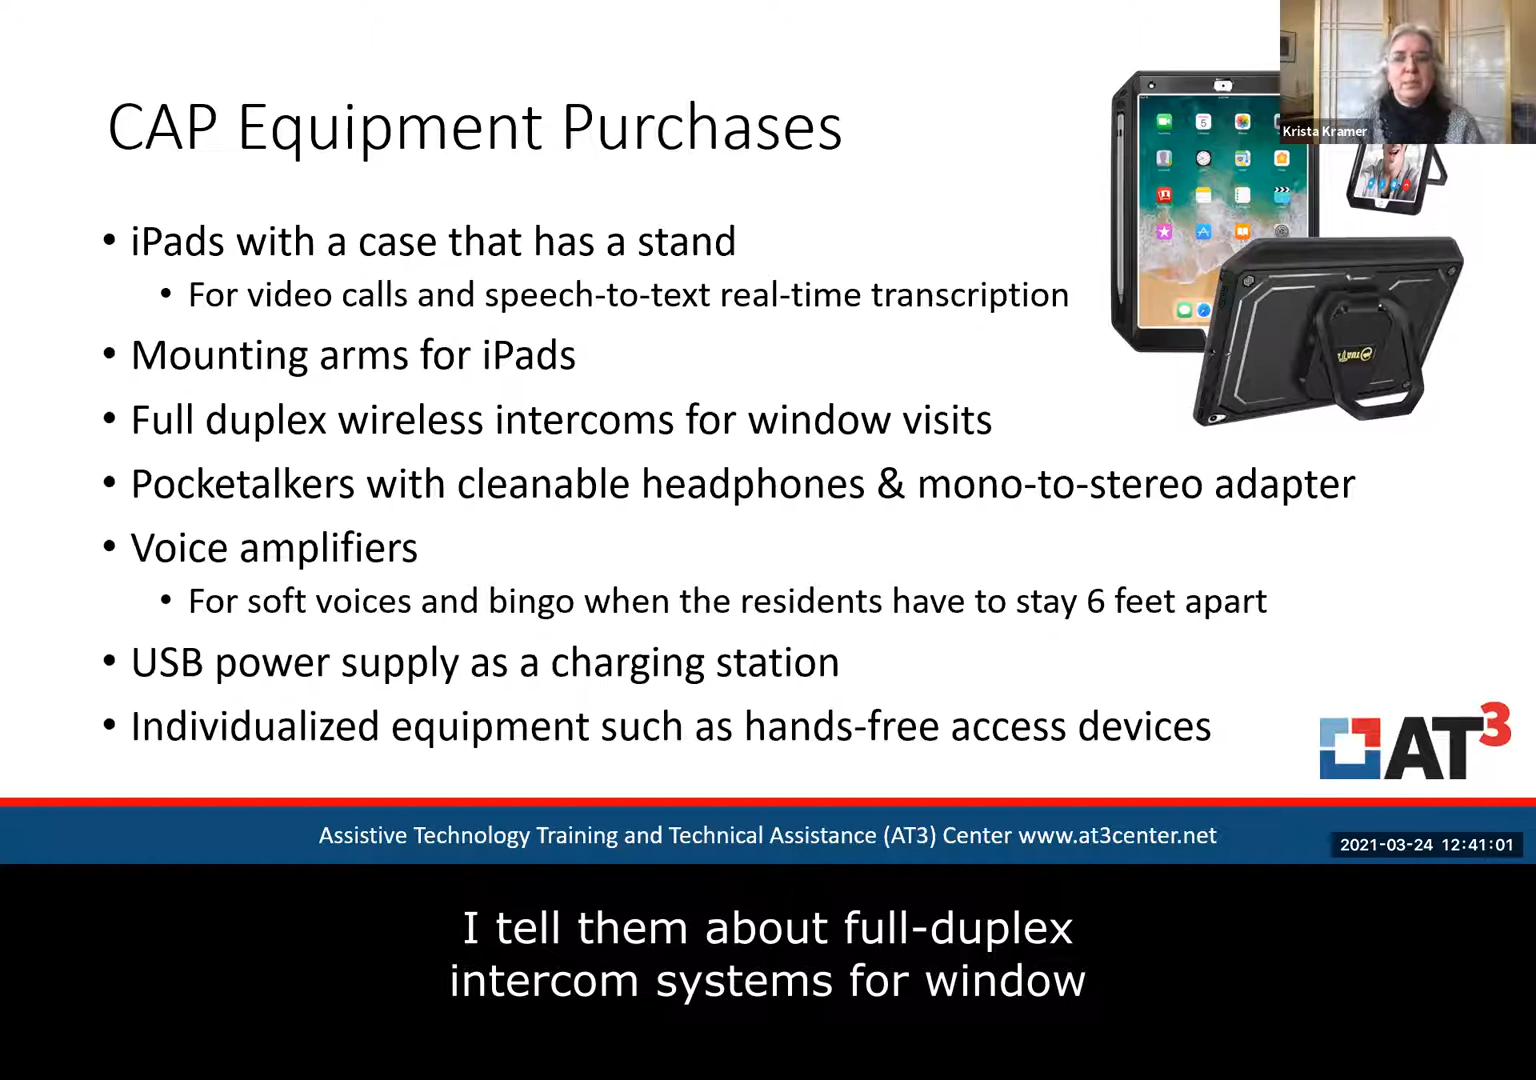 CAP Equipment Purchases
Krista Kramer
• iPads with a case that has a stand
• For video calls and speech-to-text real-time transcription
• Mounting arms for iPads
• Full duplex wireless intercoms for window visits
• Pocketalkers with cleanable headphones & mono-to-stereo adapter
• Voice amplifiers
• For soft voices and bingo when the residents have to stay 6 feet apart
• USB power supply as a charging station
• Individualized equipment such as hands-free access devices
AT3
Assistive Technology Training and Technical Assistance (AT3) Center www.at3center.net
2021-03-24 12:41:01
I tell them about full-duplex
intercom systems for window